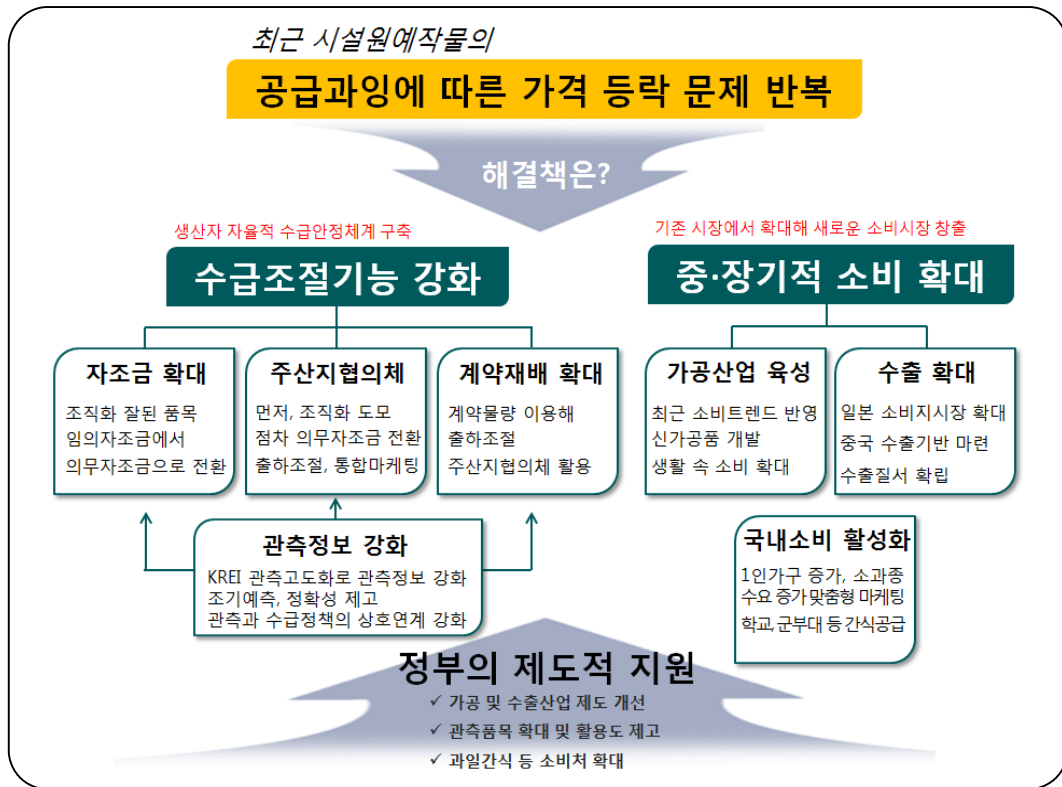 최근 시설원예작물의
공급과잉에 따른 가격 등락 문제 반복
해결책은?
생산자 자율적 수급안정체계 구축
수급조절기능 강화
자조금 확대
조직화 잘된 품목
임의자조금에서
의무자조금으로 전환
주산지협의체
먼저, 조직화 도모
점차 의무자조금 전환
출하조절, 통합마케팅
계약재배 확대
계약물량 이용해
출하조절
주산지협의체 활용
관측정보 강화
KREI 관측고도화로 관측정보 강화
조기예측, 정확성 제고
관측과 수급정책의 상호연계 강화
기존 시장에서 확대해 새로운 소비시장 창출
중·장기적 소비 확대
가공산업 육성
최근 소비트렌드 반영
신가공품 개발
생활 속 소비 확대
수출 확대
일본 소비지시장 확대
중국 수출기반 마련
수출질서 확립
국내소비 활성화
1인가구 증가, 소과종
수요 증가 맞춤형 마케팅
학교, 군부대 등 간식공급
정부의 제도적 지원
✓ 가공 및 수출산업 제도 개선
✓ 관측품목 확대 및 활용도 제고
✓ 과일간식 등 소비처 확대